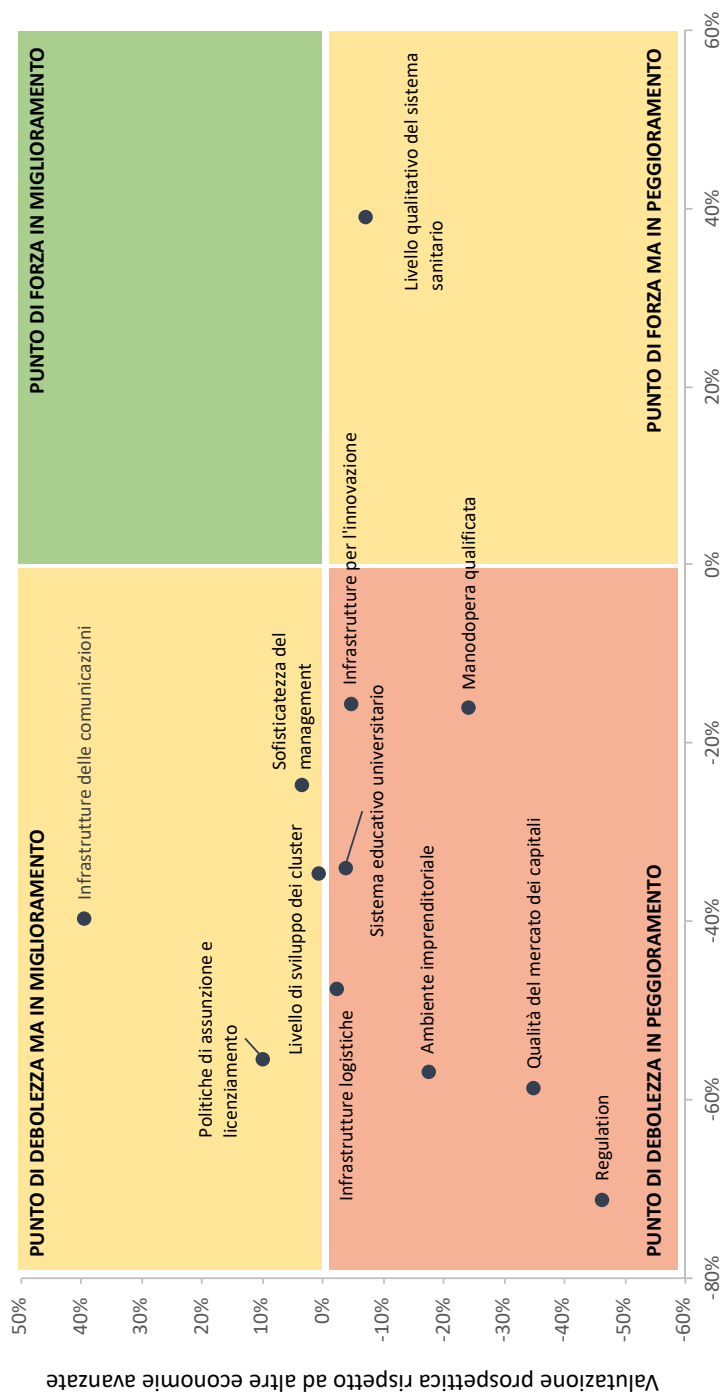 Valutazione prospettica rispetto ad altre economie avanzate
50%
40%
30%
20%
10%
0%
-10%
-20%
-30%
-40%
-50%
-60%
PUNTO DI DEBOLEZZA MA IN MIGLIORAMENTO
PUNTO DI FORZA IN MIGLIORAMENTO
Infrastrutture delle comunicazioni
Politiche di assunzione e
licenziamento
Sofisticatezza del
management
Livello di sviluppo dei cluster
Infrastrutture logistiche
Sistema educativo universitario
Infrastrutture per l'innovazione
Livello qualitativo del sistema
sanitario
Ambiente imprenditoriale
Manodopera qualificata
Qualità del mercato dei capitali
Regulation
PUNTO DI DEBOLEZZA IN PEGGIORAMENTO
PUNTO DI FORZA MA IN PEGGIORAMENTO
-80%
-60%
-40%
-20%
0%
20%
40%
60%